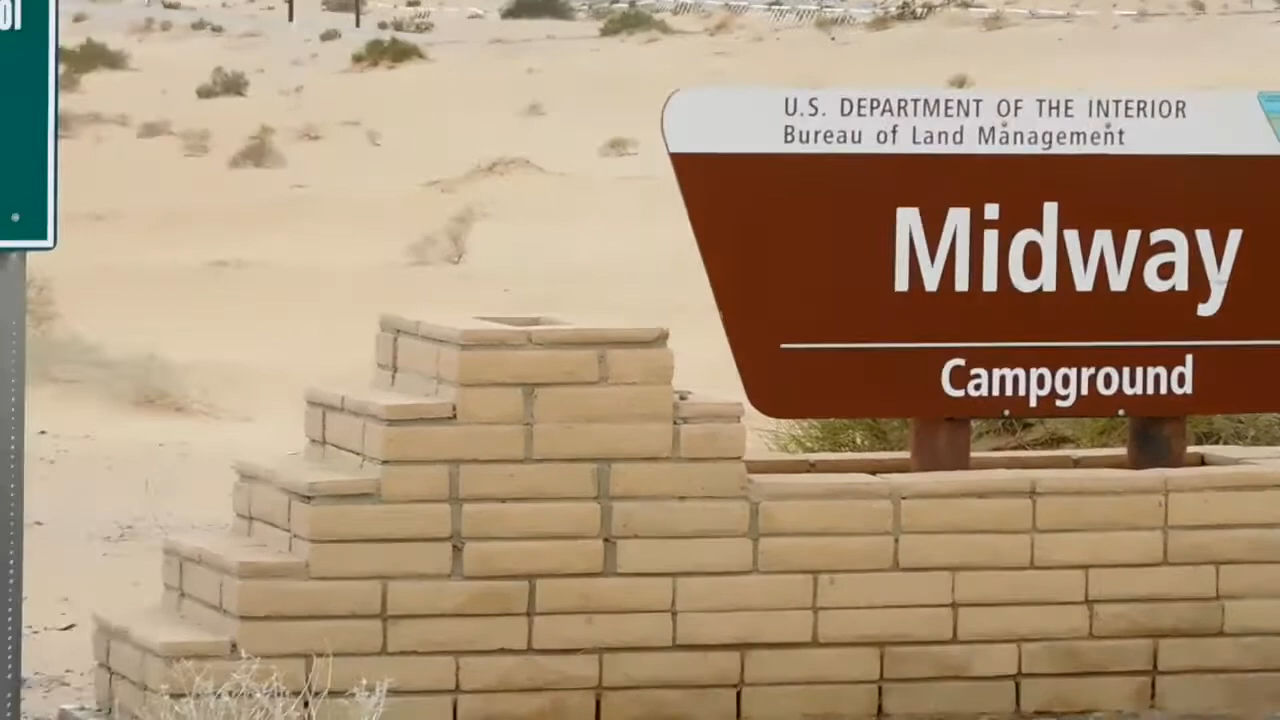 U.S. DEPARTMENT OF THE INTERIOR
Bureau of Land Management
Midway
Campground